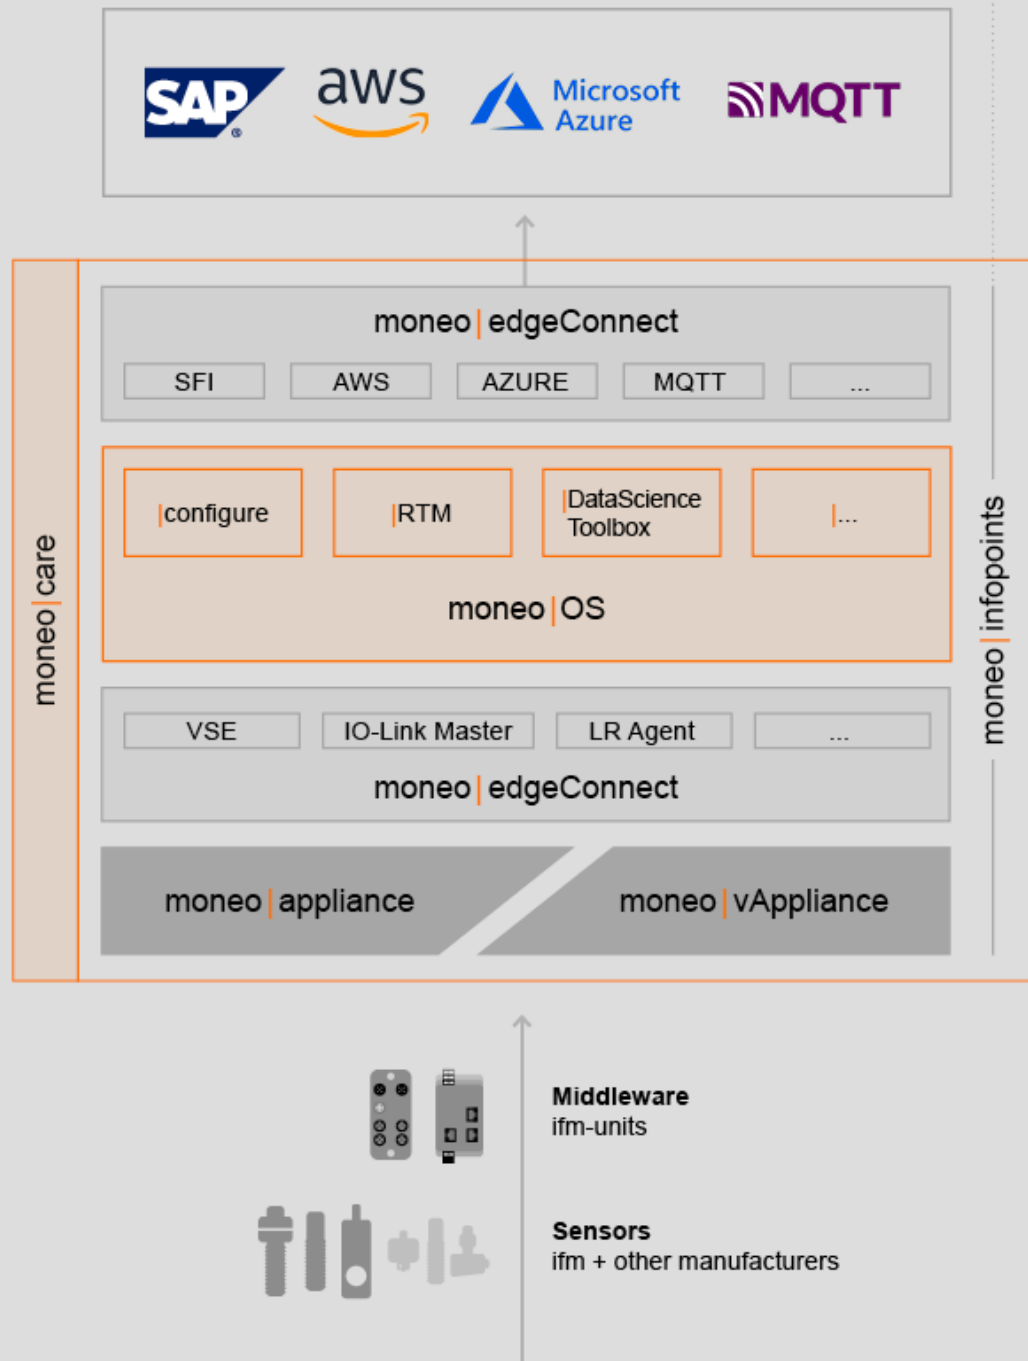 SAP®
aws
Microsoft
Azure
MQTT
moneo|edgeConnect
SFI
AWS
AZURE
MQTT
...
|configure
|RTM
|DataScience
Toolbox
|...
moneo|OS
moneo|care
moneo|infopoints
VSE
IO-Link Master
LR Agent
...
moneo|edgeConnect
moneo|appliance
moneo|vAppliance
Middleware
ifm-units
Sensors
ifm + other manufacturers